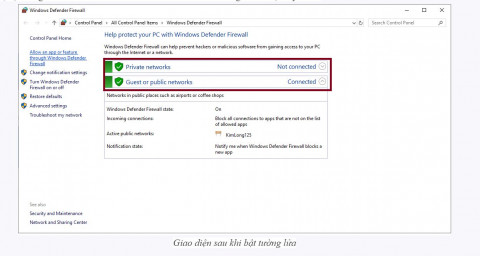 Windows Defender Firewall
Control Panel > All Control Panel Items > Windows Defender Firewall
Search Control Panel
Control Panel Home
Allow an app or feature
through Windows Defender
Firewall
Change notification settings
Turn Windows Defender
Firewall on or off
Restore defaults
Advanced settings
Troubleshoot my network
Help protect your PC with Windows Defender Firewall
Windows Defender Firewall can help prevent hackers or malicious software from gaining access to your PC
through the Internet or a network.
Private networks Not connected
Guest or public networks Connected
Networks in public places such as airports or coffee shops
Windows Defender Firewall state: On
Incoming connections: Block all connections to apps that are not on the list
of allowed apps
Active public networks: KimLong123
Notification state: Notify me when Windows Defender Firewall blocks a
new app
See also
Security and Maintenance
Network and Sharing Center
Giao diện sau khi bật tường lửa